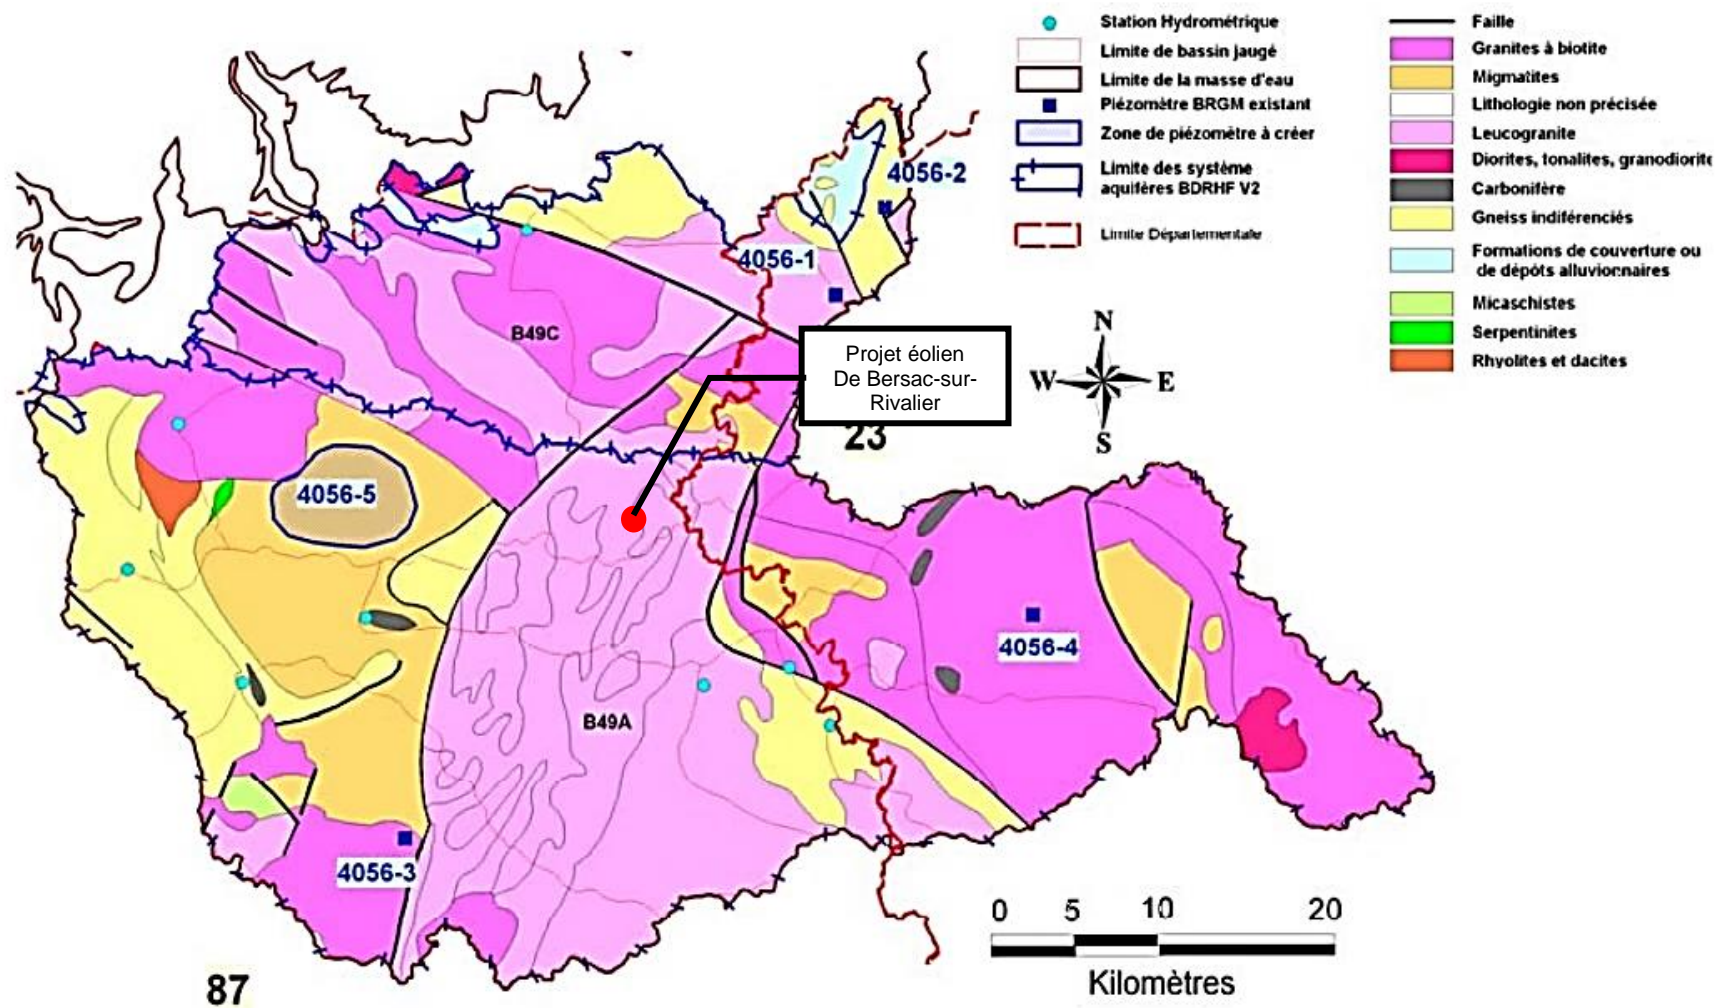 Station Hydrométrique
Limite de bassin jaugé
Limite de la masse d'eau
Piézomètre BRGM existant
Zone de piézomètre à créer
Limite des système
aquifères BDRHF V2
Limite Départementale
Faille
Granites à biotite
Migmatites
Lithologie non précisée
Leucogranite
Diorites, tonalites, granodiorite
Carbonifère
Gneiss indiférenciés
Formations de couverture ou
de dépôts alluvionnaires
Micaschistes
Serpentinites
Rhyolites et dacites
4056-2
4056-1
B49C
Projet éolien
De Bersac-sur-
Rivalier
N
W
E
S
23
4056-5
4056-4
B49A
4056-3
87
0 5 10 20
Kilomètres